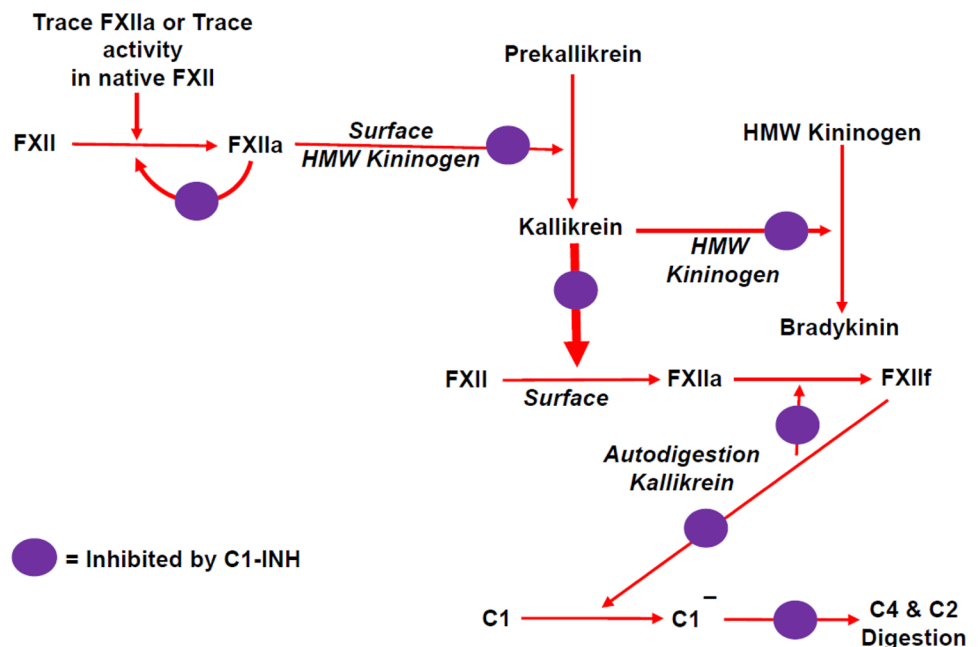 Trace FXIIa or Trace
activity
in native FXII
Prekallikrein
FXII
FXIIa
Surface
HMW Kininogen
HMW Kininogen
Kallikrein
HMW
Kininogen
Bradykinin
FXII
Surface
FXIIa
FXIIf
Autodigestion
Kallikrein
= Inhibited by C1-INH
C1
C1¯
C4 & C2
Digestion